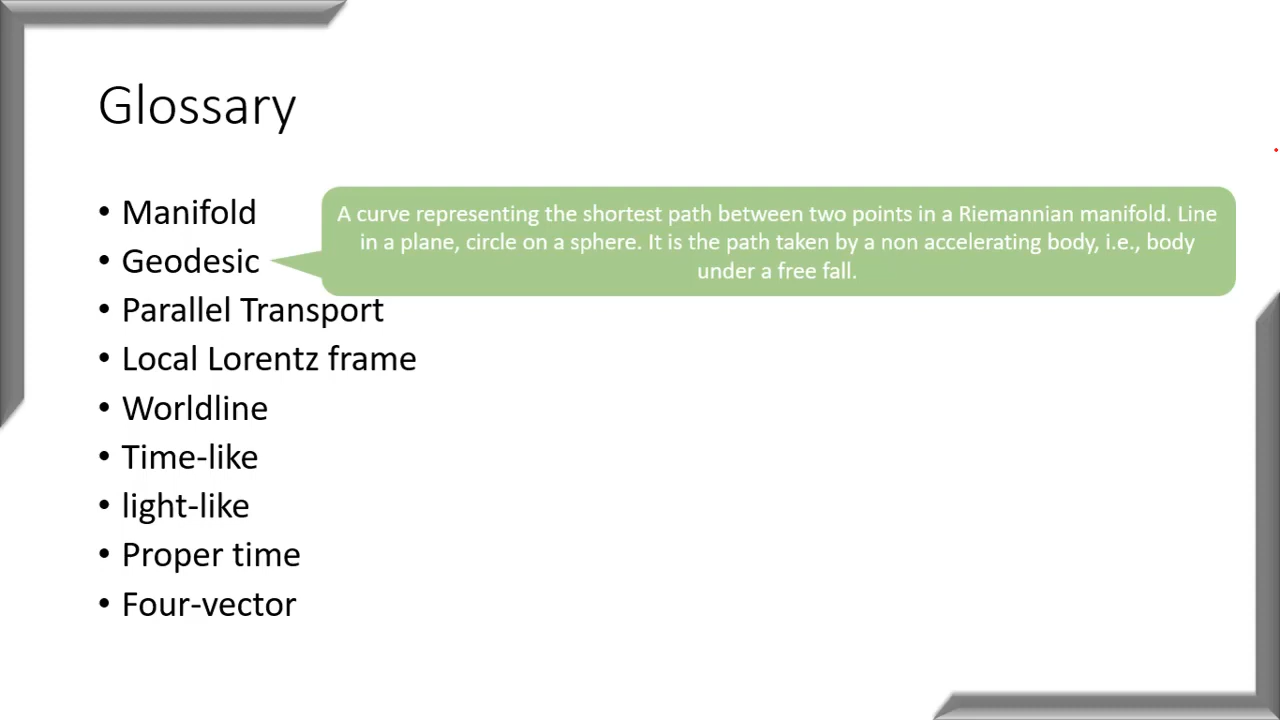 Glossary
• Manifold
A curve representing the shortest path between two points in a Riemannian manifold. Line
in a plane, circle on a sphere. It is the path taken by a non accelerating body, i.e., body
under a free fall.
• Geodesic
• Parallel Transport
• Local Lorentz frame
• Worldline
• Time-like
• light-like
• Proper time
• Four-vector